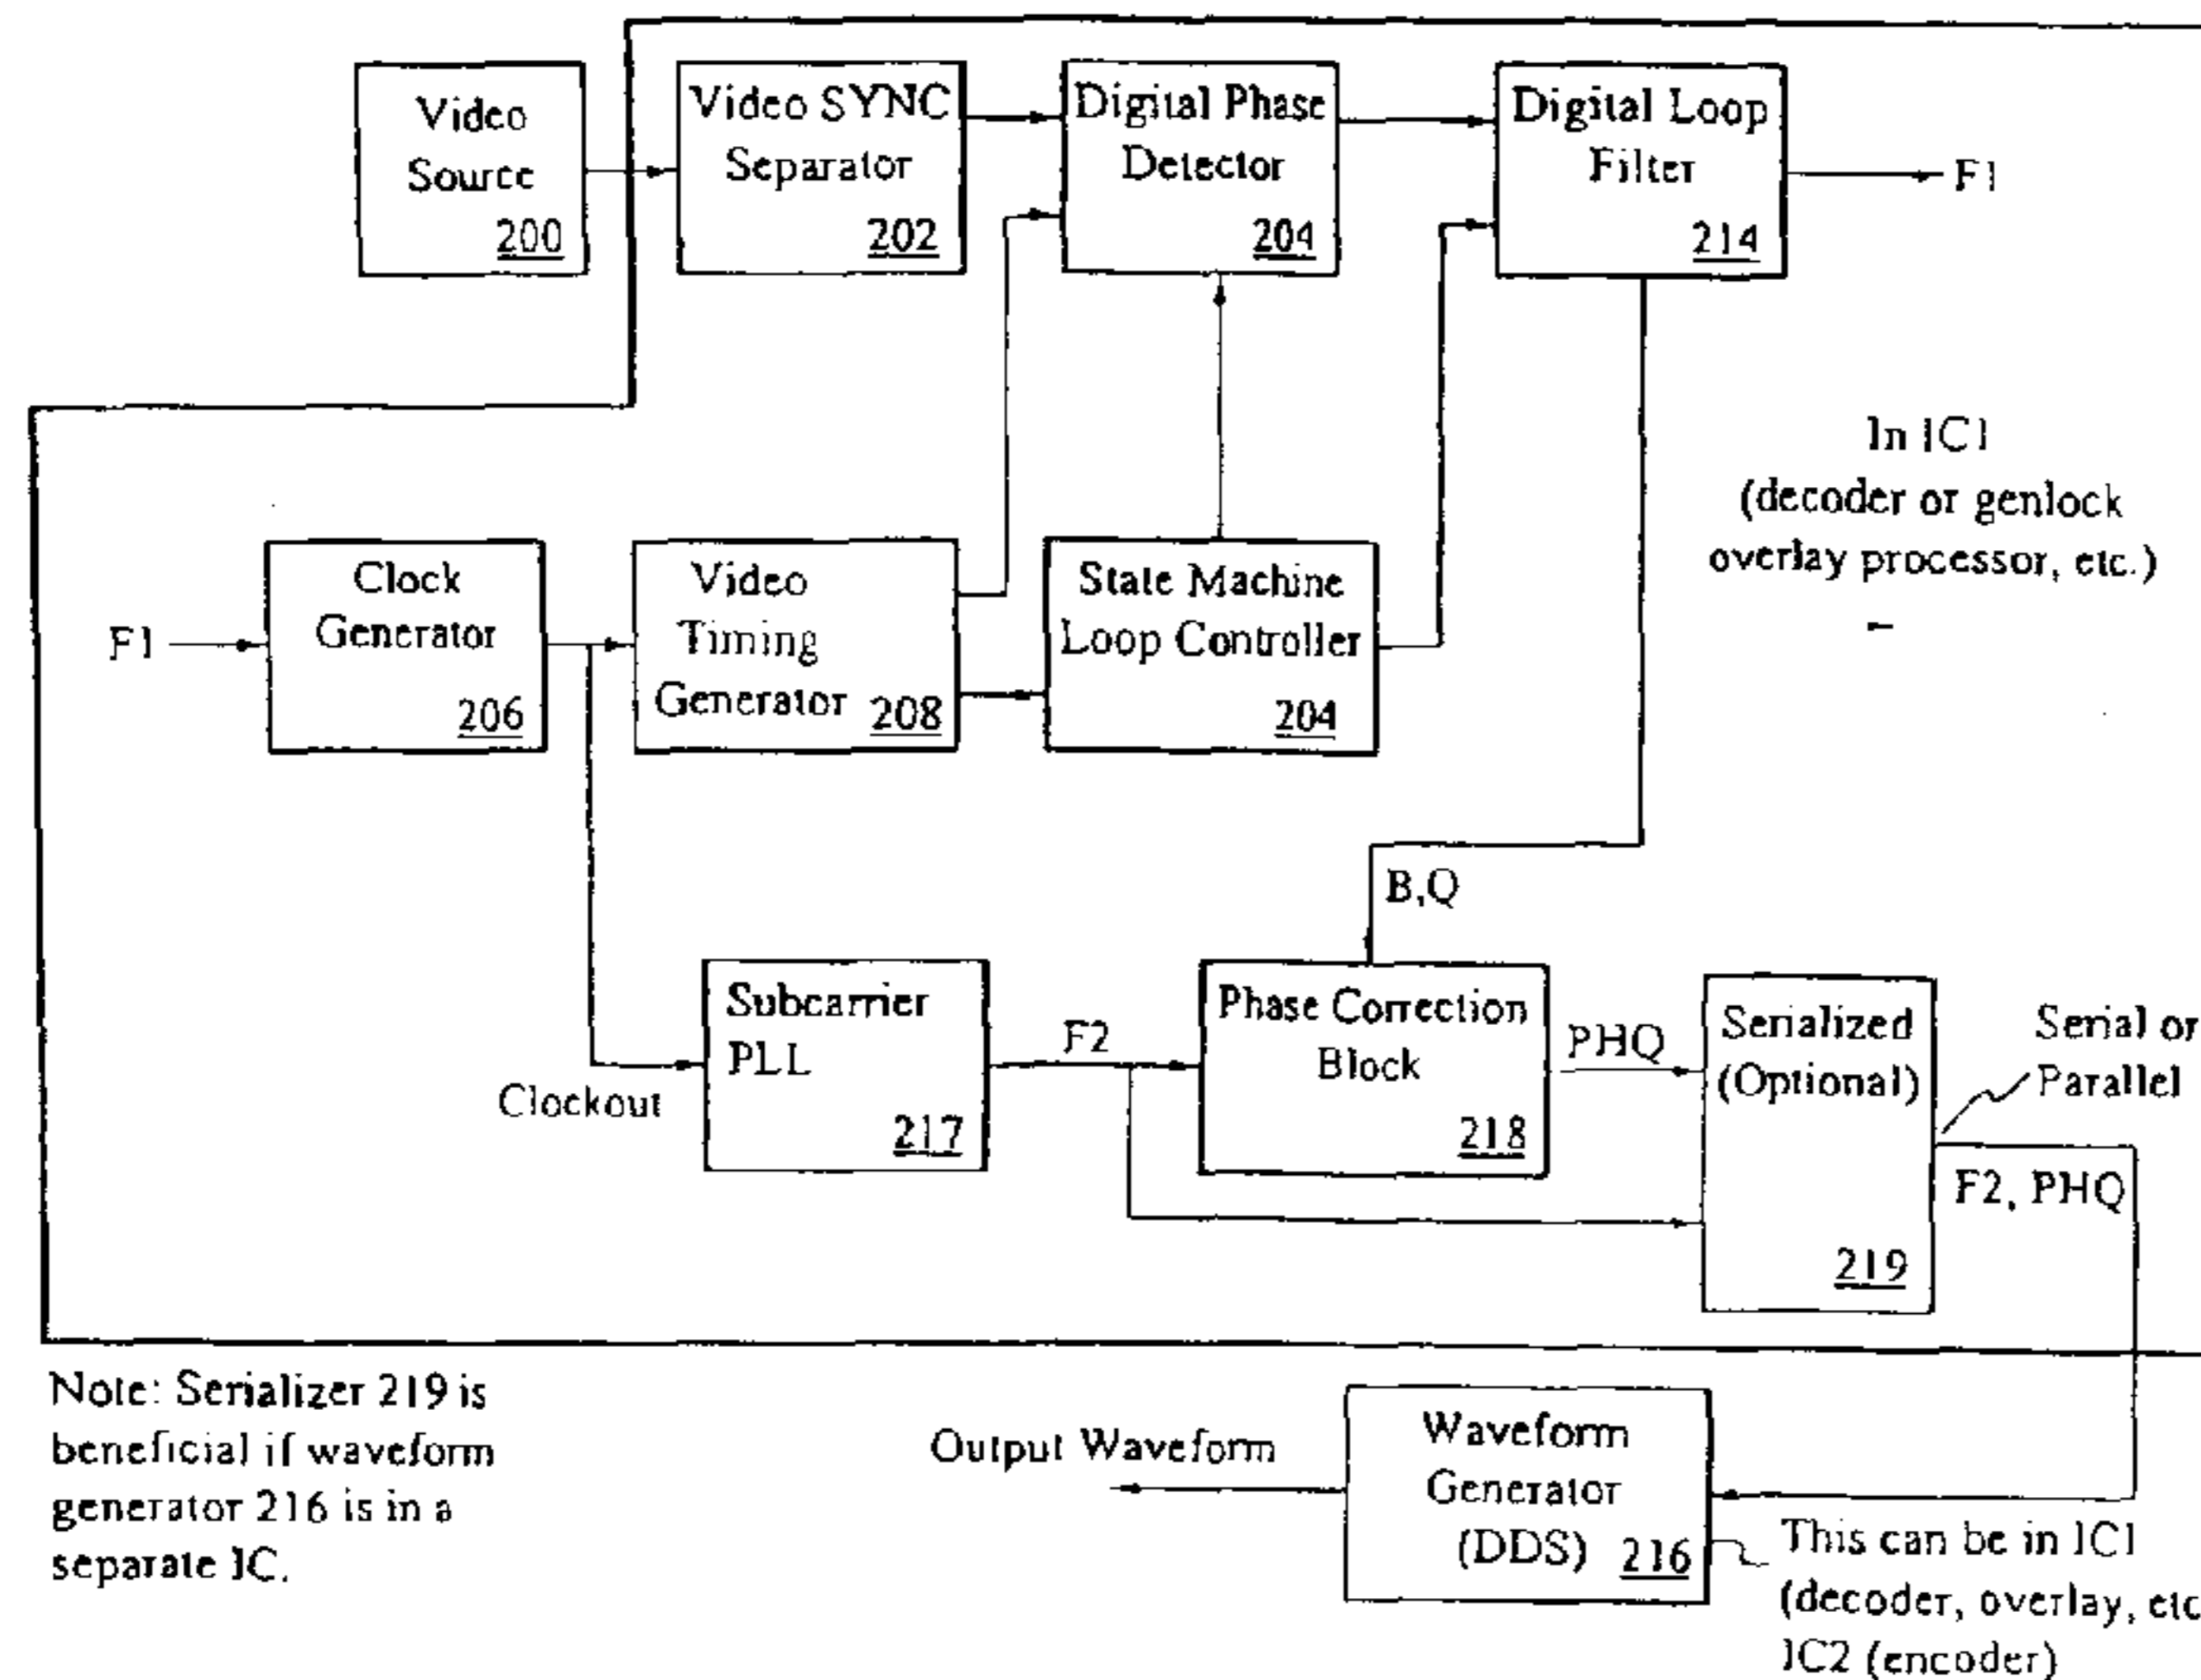 Video
Source
200
Video SYNC
Separator
202
Digital Phase
Detector
204
Digital Loop
Filter
214
F1
In IC1
(decoder or genlock
overlay processor, etc.)
F1
Clock
Generator
206
Video
Timing
Generator 208
State Machine
Loop Controller
204
B,Q
Clockout
Subcarrier
PLL
217
F2
Phase Correction
Block
218
PHQ
Serialized
(Optional)
219
Serial or
Parallel
F2, PHQ
Note: Serializer 219 is
beneficial if waveform
generator 216 is in a
separate IC.
Output Waveform
Waveform
Generator
(DDS) 216
This can be in IC1
(decoder, overlay, etc
IC2 (encoder)